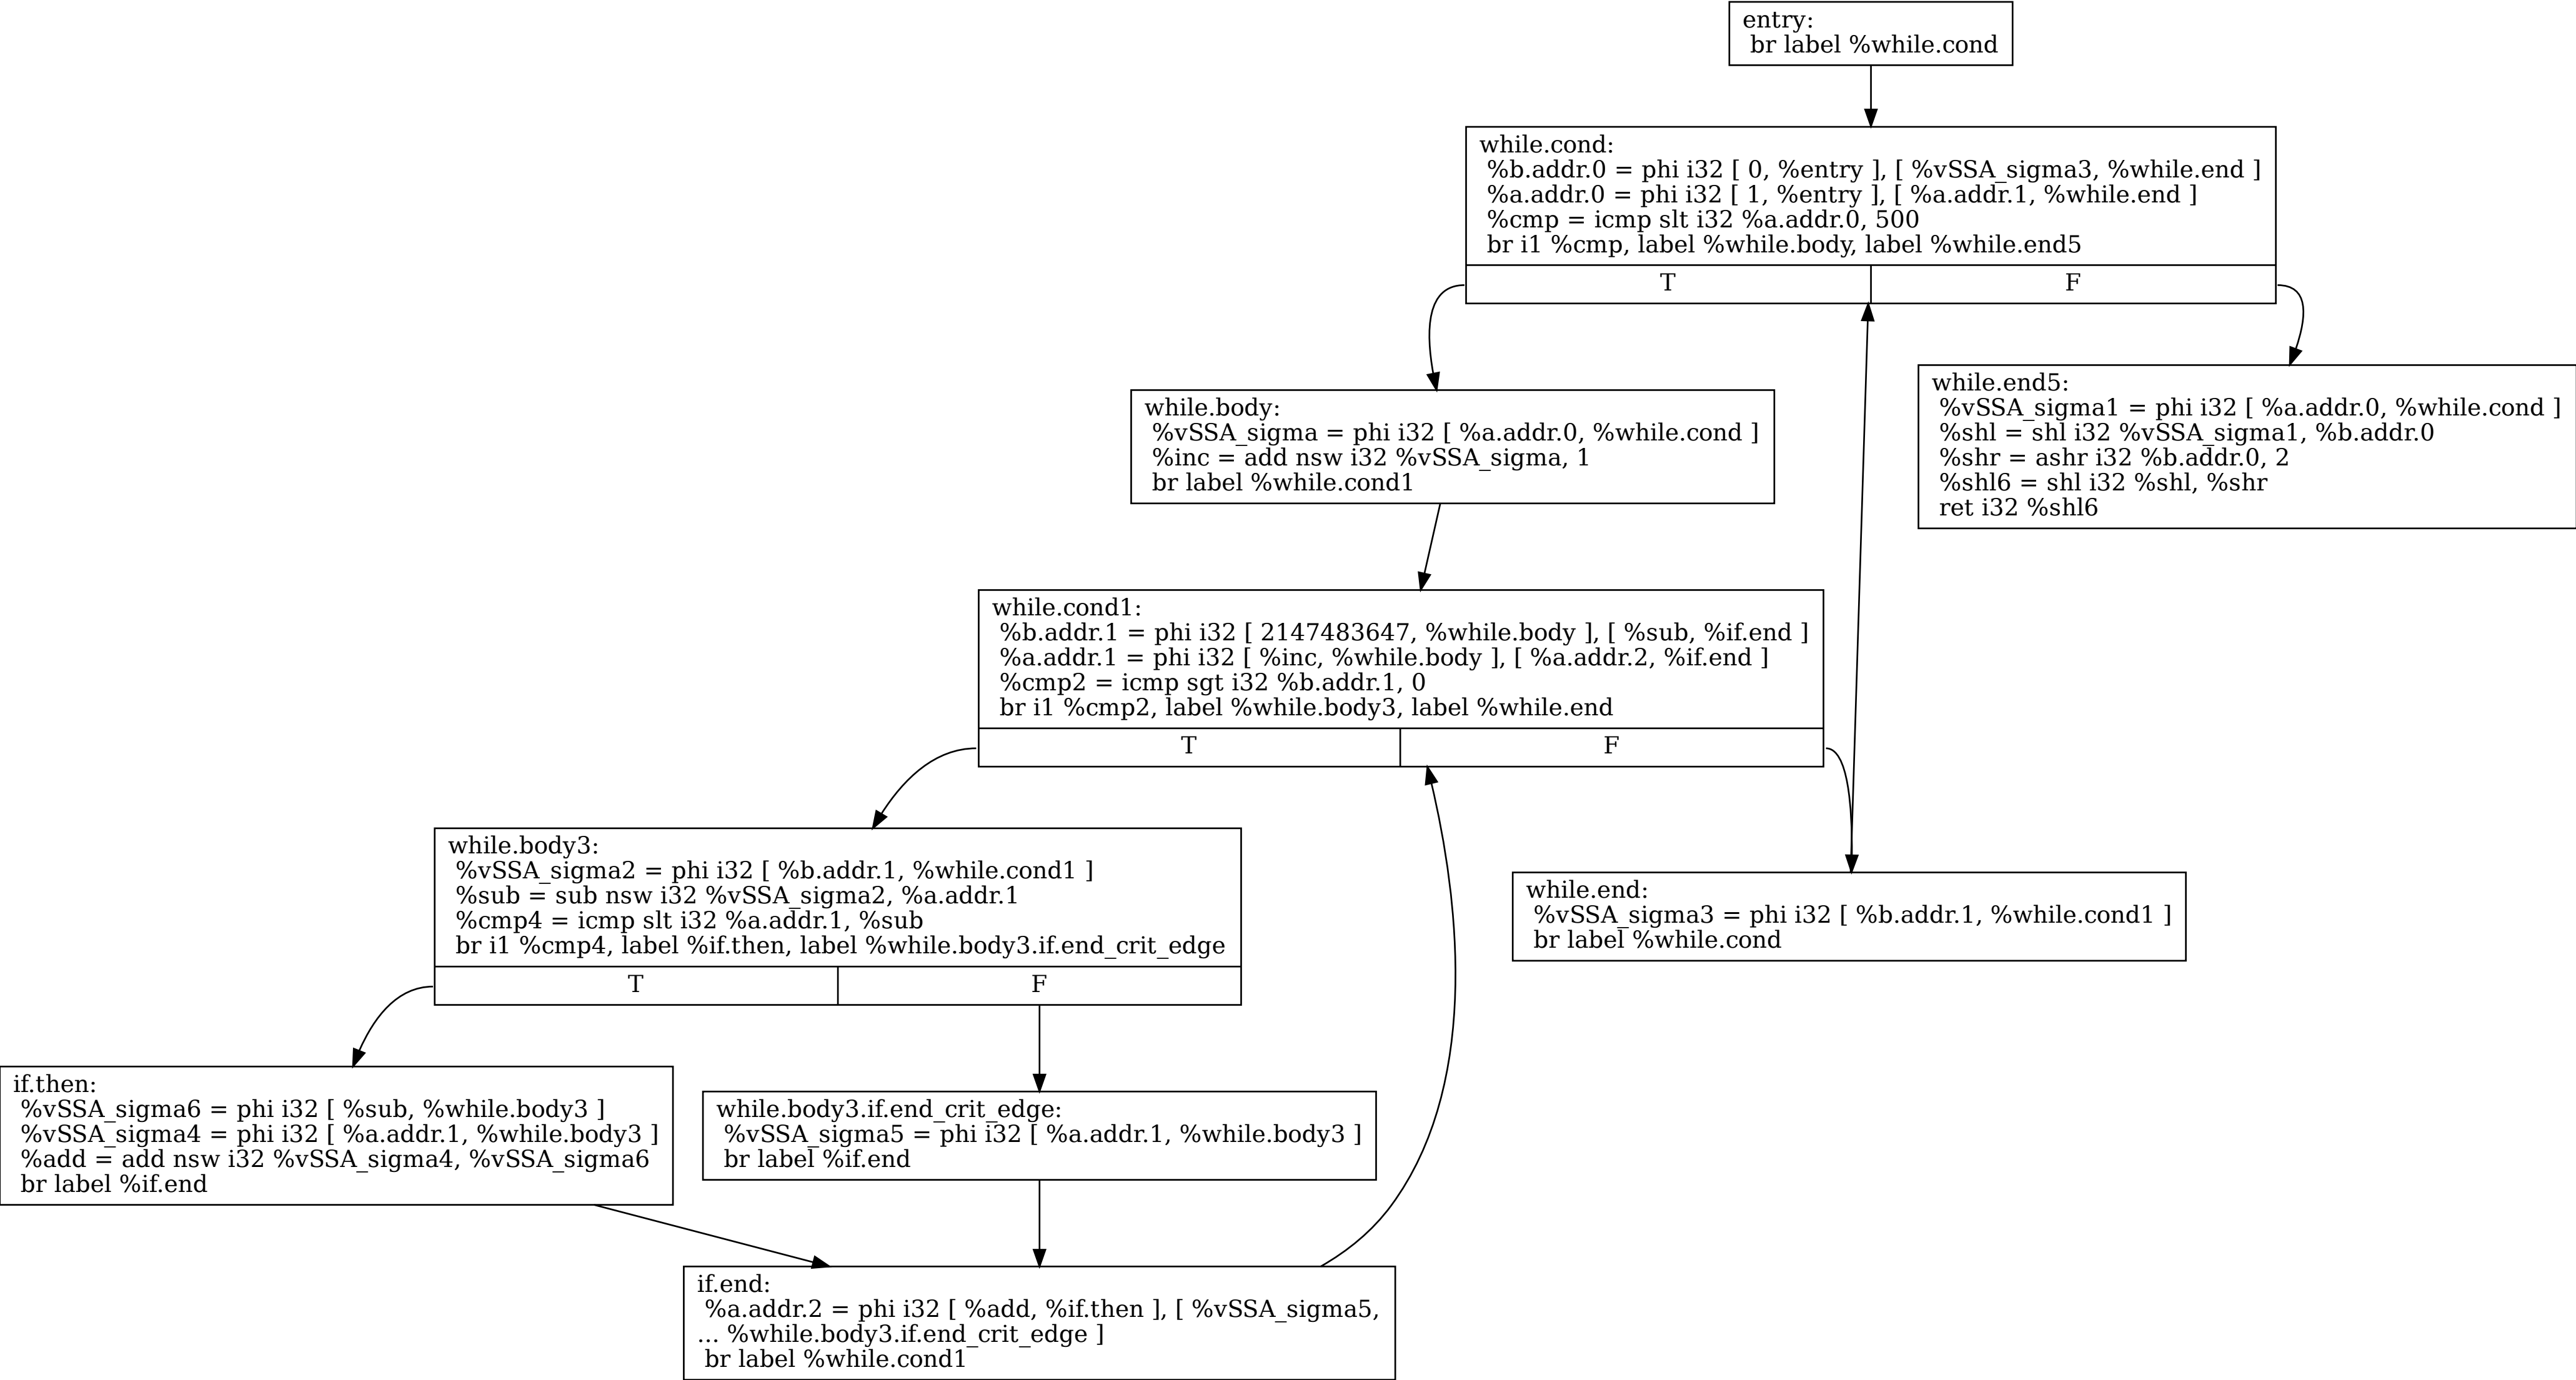 entry:
br label %while.cond
while.cond:
%b.addr.0 = phi i32 [ 0, %entry ], [ %vSSA_sigma3, %while.end ]
%a.addr.0 = phi i32 [ 1, %entry ], [ %a.addr.1, %while.end ]
%cmp = icmp slt i32 %a.addr.0, 500
br i1 %cmp, label %while.body, label %while.end5
T
F
while.body:
%vSSA_sigma = phi i32 [ %a.addr.0, %while.cond ]
%inc = add nsw i32 %vSSA_sigma, 1
br label %while.cond1
while.end5:
%vSSA_sigma1 = phi i32 [ %a.addr.0, %while.cond ]
%shl = shl i32 %vSSA_sigma1, %b.addr.0
%shr = ashr i32 %b.addr.0, 2
%shl6 = shl i32 %shl, %shr
ret i32 %shl6
while.cond1:
%b.addr.1 = phi i32 [ 2147483647, %while.body ], [ %sub, %if.end ]
%a.addr.1 = phi i32 [ %inc, %while.body ], [ %a.addr.2, %if.end ]
%cmp2 = icmp sgt i32 %b.addr.1, 0
br i1 %cmp2, label %while.body3, label %while.end
T
F
while.body3:
%vSSA_sigma2 = phi i32 [ %b.addr.1, %while.cond1 ]
%sub = sub nsw i32 %vSSA_sigma2, %a.addr.1
%cmp4 = icmp slt i32 %a.addr.1, %sub
br i1 %cmp4, label %if.then, label %while.body3.if.end_crit_edge
T
F
while.end:
%vSSA_sigma3 = phi i32 [ %b.addr.1, %while.cond1 ]
br label %while.cond
if.then:
%vSSA_sigma6 = phi i32 [ %sub, %while.body3 ]
%vSSA_sigma4 = phi i32 [ %a.addr.1, %while.body3 ]
%add = add nsw i32 %vSSA_sigma4, %vSSA_sigma6
br label %if.end
while.body3.if.end_crit_edge:
%vSSA_sigma5 = phi i32 [ %a.addr.1, %while.body3 ]
br label %if.end
if.end:
%a.addr.2 = phi i32 [ %add, %if.then ], [ %vSSA_sigma5,
... %while.body3.if.end_crit_edge ]
br label %while.cond1